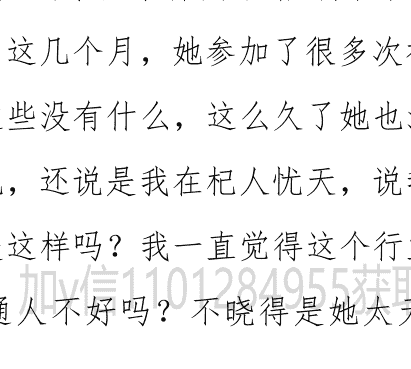 这几个月，她参加了很多次
些没有什么，这么久了她也
，还说是我在杞人忧天，说
这样吗？我一直觉得这个行
加v信1101284955获取
通人不好吗？不晓得是她太